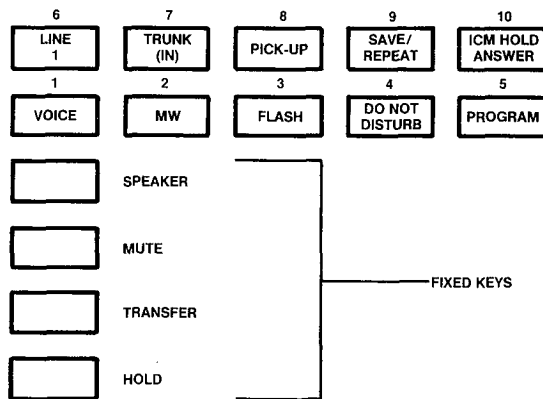 6 7 8 9 10
LINE 1 TRUNK (IN) PICK-UP SAVE/ REPEAT ICM HOLD ANSWER
1 2 3 4 5
VOICE MW FLASH DO NOT DISTURB PROGRAM
SPEAKER
MUTE
FIXED KEYS
TRANSFER
HOLD